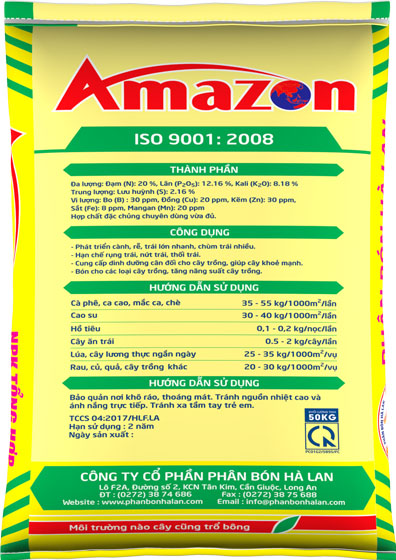 Amazon
ISO 9001: 2008
THÀNH PHẦN
Đa lượng: Đạm (N): 20 %, Lân (P₂O₅): 12.16 %, Kali (K₂O): 8.18 %
Trung lượng: Lưu huỳnh (S): 2.16 %
Vi lượng: Bo (B) : 30 ppm, Đồng (Cu): 20 ppm, Kẽm (Zn): 30 ppm,
Sắt (Fe): 8 ppm, Mangan (Mn): 20 ppm
Hợp chất đặc chủng chuyên dùng vừa đủ.
CÔNG DỤNG
- Phát triển cành, rễ, trái lớn nhanh, chùm trái nhiều.
- Hạn chế rụng trái, nứt trái, thối trái.
- Cung cấp dinh dưỡng cân đối cho cây trồng, giúp cây khoẻ mạnh.
- Bón cho các loại cây trồng, tăng năng suất cây trồng.
HƯỚNG DẪN SỬ DỤNG
Cà phê, ca cao, mắc ca, chè 35 - 55 kg/1000m²/lần
Cao su 30 - 40 kg/1000m²/lần
Hồ tiêu 0,1 - 0,2 kg/nọc/lần
Cây ăn trái 0.5 - 2 kg/cây/lần
Lúa, cây lương thực ngắn ngày 25 - 35 kg/1000m²/vụ
Rau, củ, quả, cây trồng khác 20 - 30 kg/1000m²/vụ
HƯỚNG DẪN SỬ DỤNG
Bảo quản nơi khô ráo, thoáng mát. Tránh nguồn nhiệt cao và
ánh nắng trực tiếp. Tránh xa tầm tay trẻ em.
TCCS 04:2017/HLF.LA
Hạn sử dụng : 2 năm
Ngày sản xuất :
50KG
CÔNG TY CỔ PHẦN PHÂN BÓN HÀ LAN
Lô F2A, Đường số 2, KCN Tân Kim, Cần Giuộc, Long An
ĐT : (0272) 38 74 686 Fax : (0272) 38 75 688
Website : www.phanbonhalan.com Email : info@phanbonhalan.com
Môi trường nào cây cũng trổ bông
NPK TỔNG HỢP
PHÂN BÓN HÀ LAN